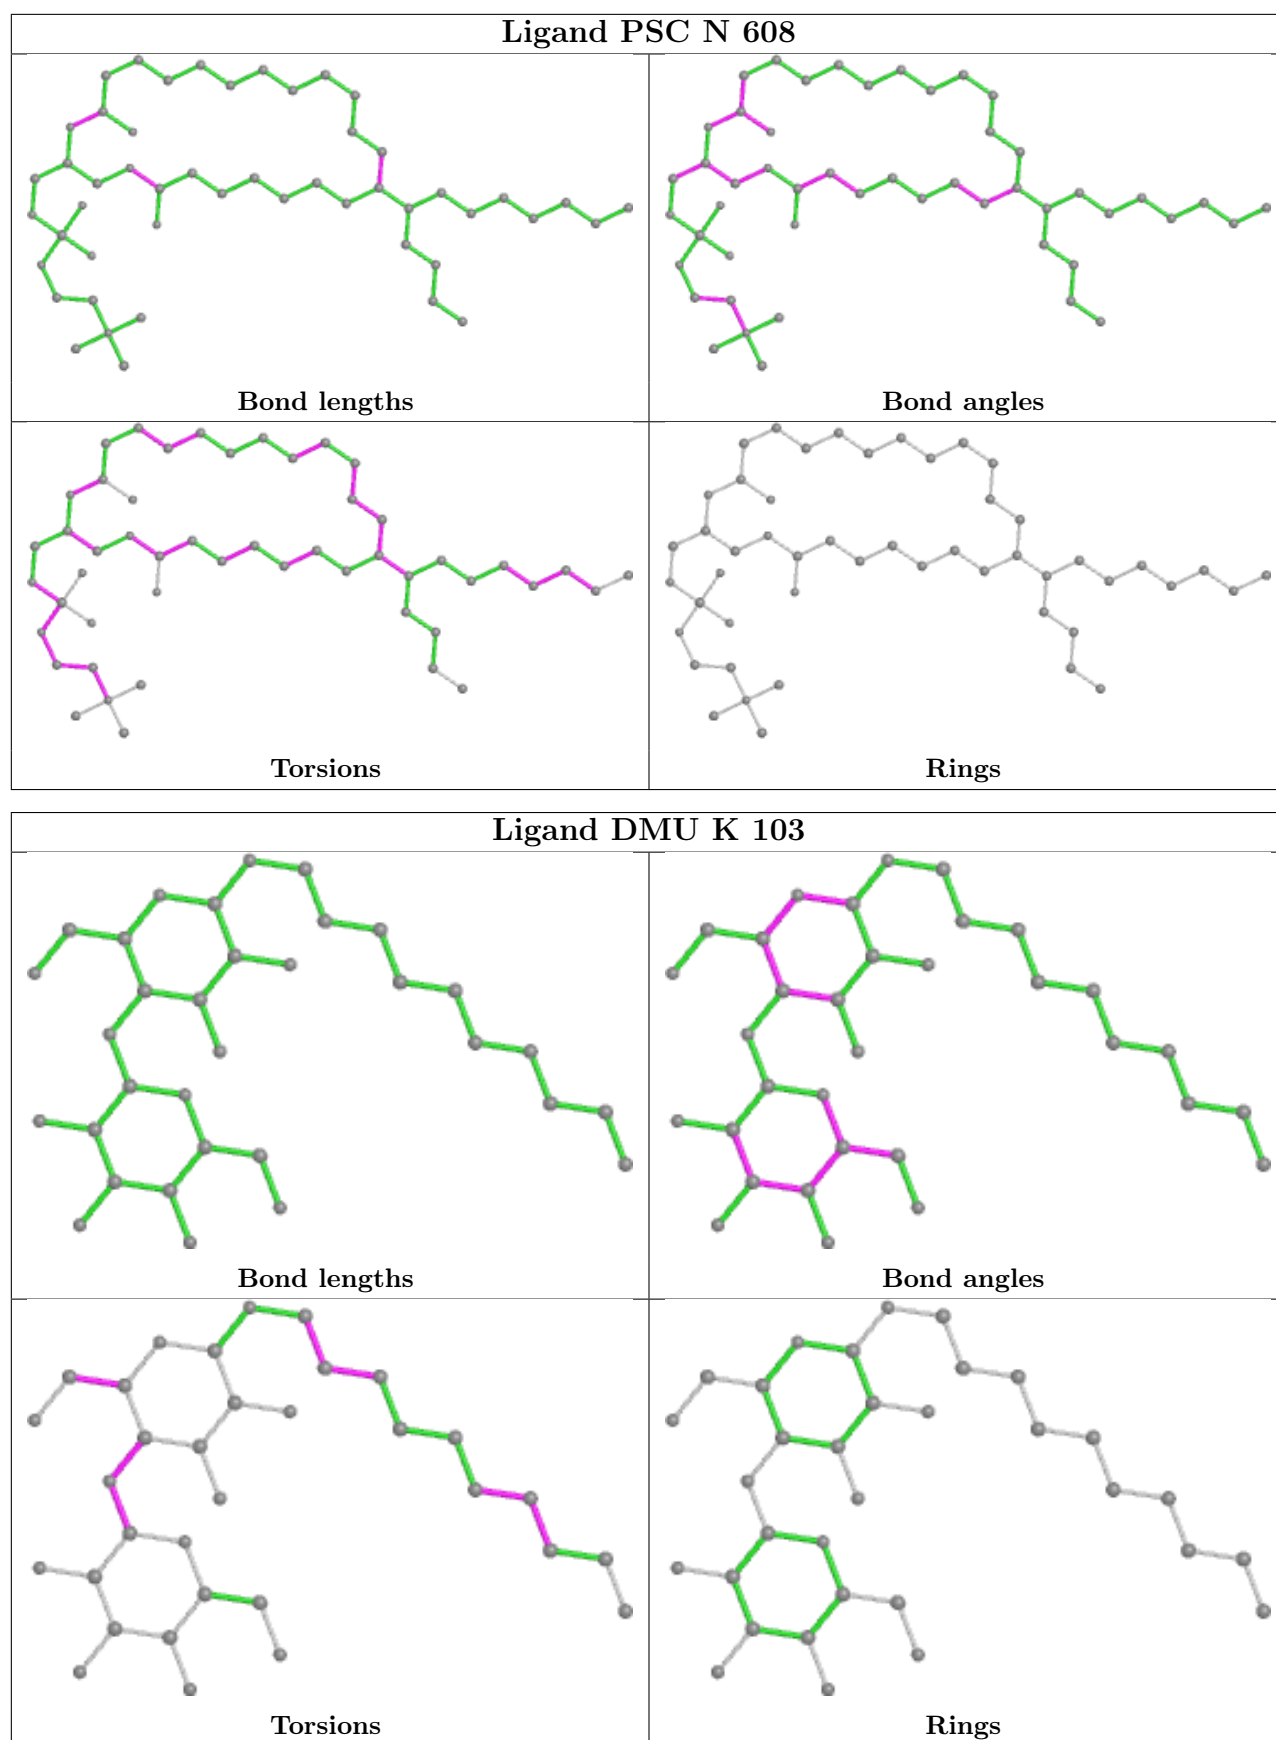 Ligand PSC N 608
Bond lengths
Bond angles
Torsions
Rings
Ligand DMU K 103
Bond lengths
Bond angles
Torsions
Rings